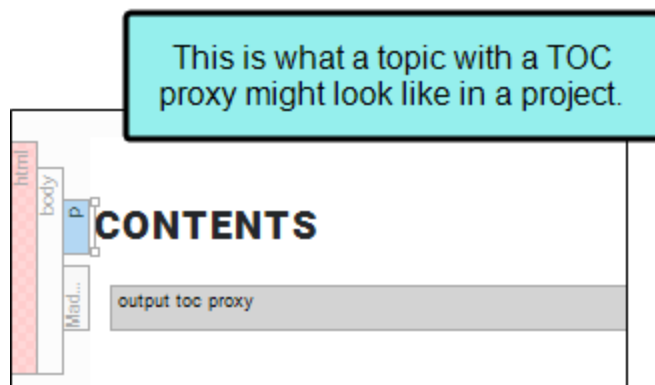 This is what a topic with a TOC
proxy might look like in a project.
html
body
p
CONTENTS
Mad...
output toc proxy